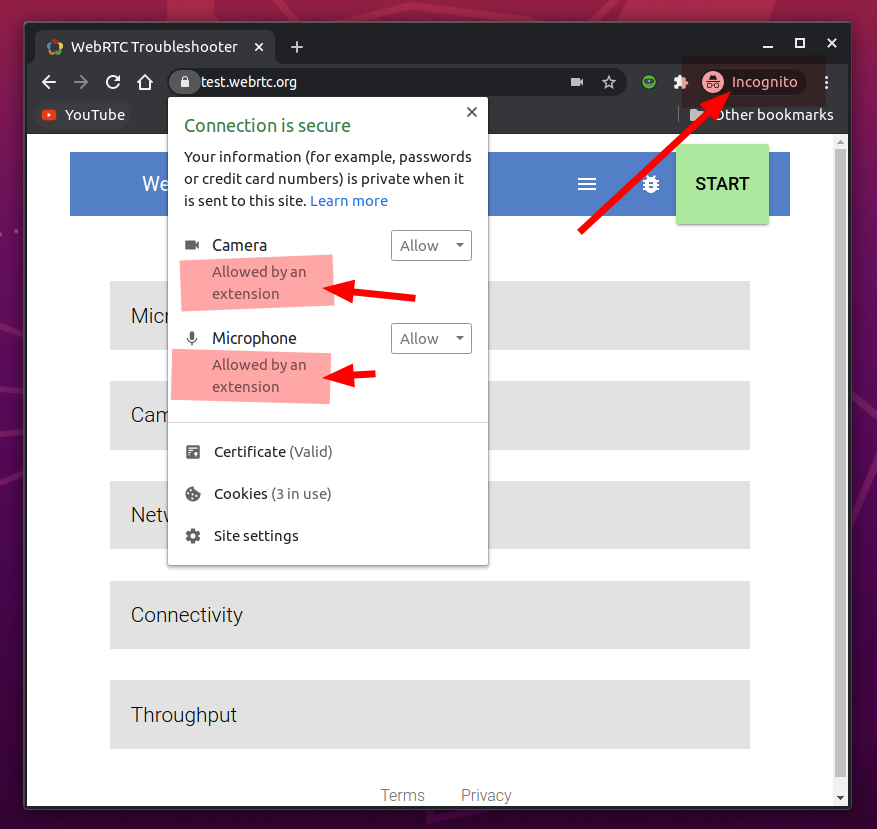 WebRTC Troubleshooter
test.webrtc.org
Incognito
YouTube
Other bookmarks
Connection is secure
Your information (for example, passwords
or credit card numbers) is private when it
is sent to this site. Learn more
We
START
Camera
Allow
Allowed by an
extension
Micr
Microphone
Allow
Allowed by an
extension
Cam
Certificate (Valid)
Cookies (3 in use)
Netw
Site settings
Connectivity
Throughput
Terms
Privacy